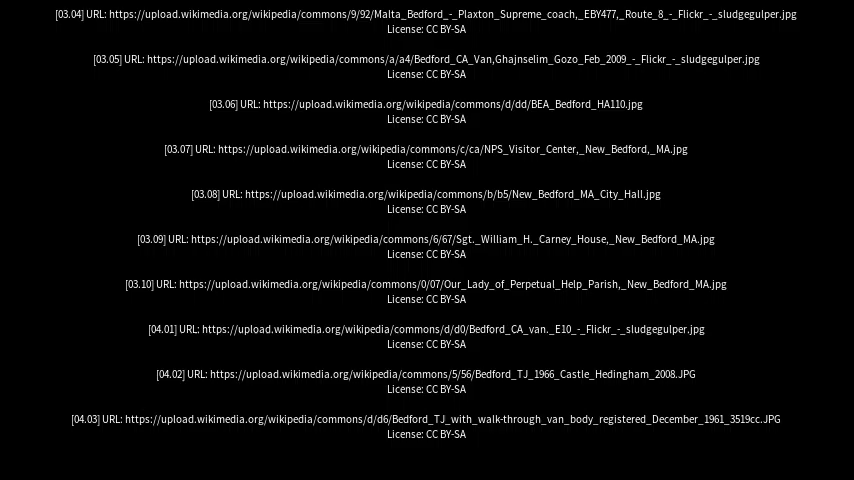 [03.04] URL: https://upload.wikimedia.org/wikipedia/commons/9/92/Malta_Bedford_-_Plaxton_Supreme_coach,_EBY477,_Route_8_-_Flickr_-_sludgegulper.jpg
License: CC BY-SA
[03.05] URL: https://upload.wikimedia.org/wikipedia/commons/a/a4/Bedford_CA_Van,Ghajnselim_Gozo_Feb_2009_-_Flickr_-_sludgegulper.jpg
License: CC BY-SA
[03.06] URL: https://upload.wikimedia.org/wikipedia/commons/d/dd/BEA_Bedford_HA110.jpg
License: CC BY-SA
[03.07] URL: https://upload.wikimedia.org/wikipedia/commons/c/ca/NPS_Visitor_Center,_New_Bedford,_MA.jpg
License: CC BY-SA
[03.08] URL: https://upload.wikimedia.org/wikipedia/commons/b/b5/New_Bedford_MA_City_Hall.jpg
License: CC BY-SA
[03.09] URL: https://upload.wikimedia.org/wikipedia/commons/6/67/Sgt._William_H._Carney_House,_New_Bedford_MA.jpg
License: CC BY-SA
[03.10] URL: https://upload.wikimedia.org/wikipedia/commons/0/07/Our_Lady_of_Perpetual_Help_Parish,_New_Bedford_MA.jpg
License: CC BY-SA
[04.01] URL: https://upload.wikimedia.org/wikipedia/commons/d/d0/Bedford_CA_van._E10_-_Flickr_-_sludgegulper.jpg
License: CC BY-SA
[04.02] URL: https://upload.wikimedia.org/wikipedia/commons/5/56/Bedford_TJ_1966_Castle_Hedingham_2008.JPG
License: CC BY-SA
[04.03] URL: https://upload.wikimedia.org/wikipedia/commons/d/d6/Bedford_TJ_with_walk-through_van_body_registered_December_1961_3519cc.JPG
License: CC BY-SA